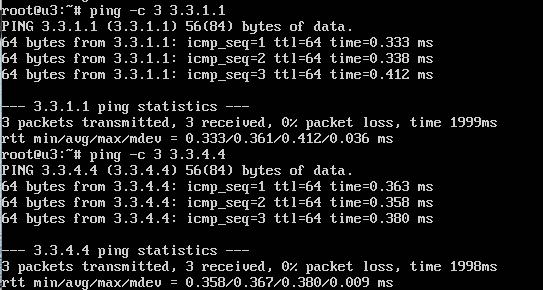 root@u3:~# ping -c 3 3.3.1.1
PING 3.3.1.1 (3.3.1.1) 56(84) bytes of data.
64 bytes from 3.3.1.1: icmp_seq=1 ttl=64 time=0.333 ms
64 bytes from 3.3.1.1: icmp_seq=2 ttl=64 time=0.338 ms
64 bytes from 3.3.1.1: icmp_seq=3 ttl=64 time=0.412 ms
--- 3.3.1.1 ping statistics ---
3 packets transmitted, 3 received, 0% packet loss, time 1999ms
rtt min/avg/max/mdev = 0.333/0.361/0.412/0.036 ms
root@u3:~# ping -c 3 3.3.4.4
PING 3.3.4.4 (3.3.4.4) 56(84) bytes of data.
64 bytes from 3.3.4.4: icmp_seq=1 ttl=64 time=0.363 ms
64 bytes from 3.3.4.4: icmp_seq=2 ttl=64 time=0.358 ms
64 bytes from 3.3.4.4: icmp_seq=3 ttl=64 time=0.380 ms
--- 3.3.4.4 ping statistics ---
3 packets transmitted, 3 received, 0% packet loss, time 1998ms
rtt min/avg/max/mdev = 0.358/0.367/0.380/0.009 ms